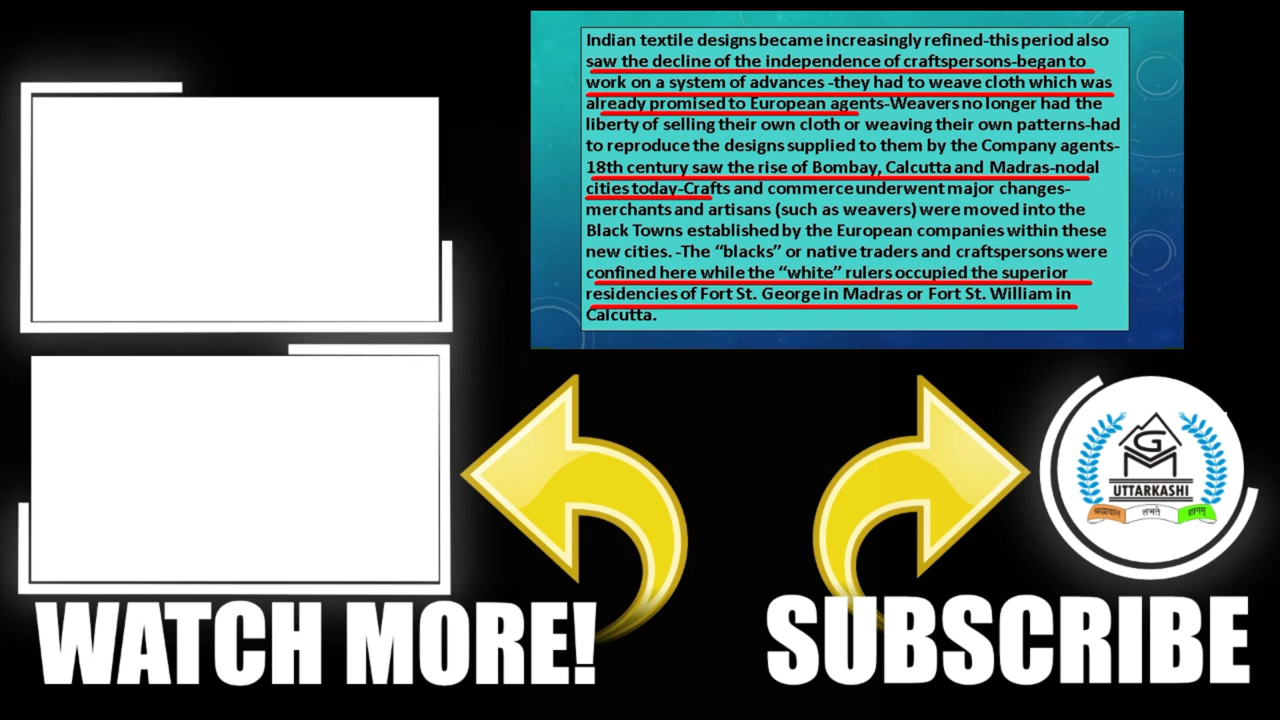 Indian textile designs became increasingly refined-this period also
saw the decline of the independence of craftspersons-began to
work on a system of advances -they had to weave cloth which was
already promised to European agents-Weavers no longer had the
liberty of selling their own cloth or weaving their own patterns-had
to reproduce the designs supplied to them by the Company agents-
18th century saw the rise of Bombay, Calcutta and Madras-nodal
cities today-Crafts and commerce underwent major changes-
merchants and artisans (such as weavers) were moved into the
Black Towns established by the European companies within these
new cities. -The “blacks” or native traders and craftspersons were
confined here while the “white” rulers occupied the superior
residencies of Fort St. George in Madras or Fort St. William in
Calcutta.
GM
UTTARKASHI
श्रद्धावान् लभते ज्ञानम्
WATCH MORE!
SUBSCRIBE